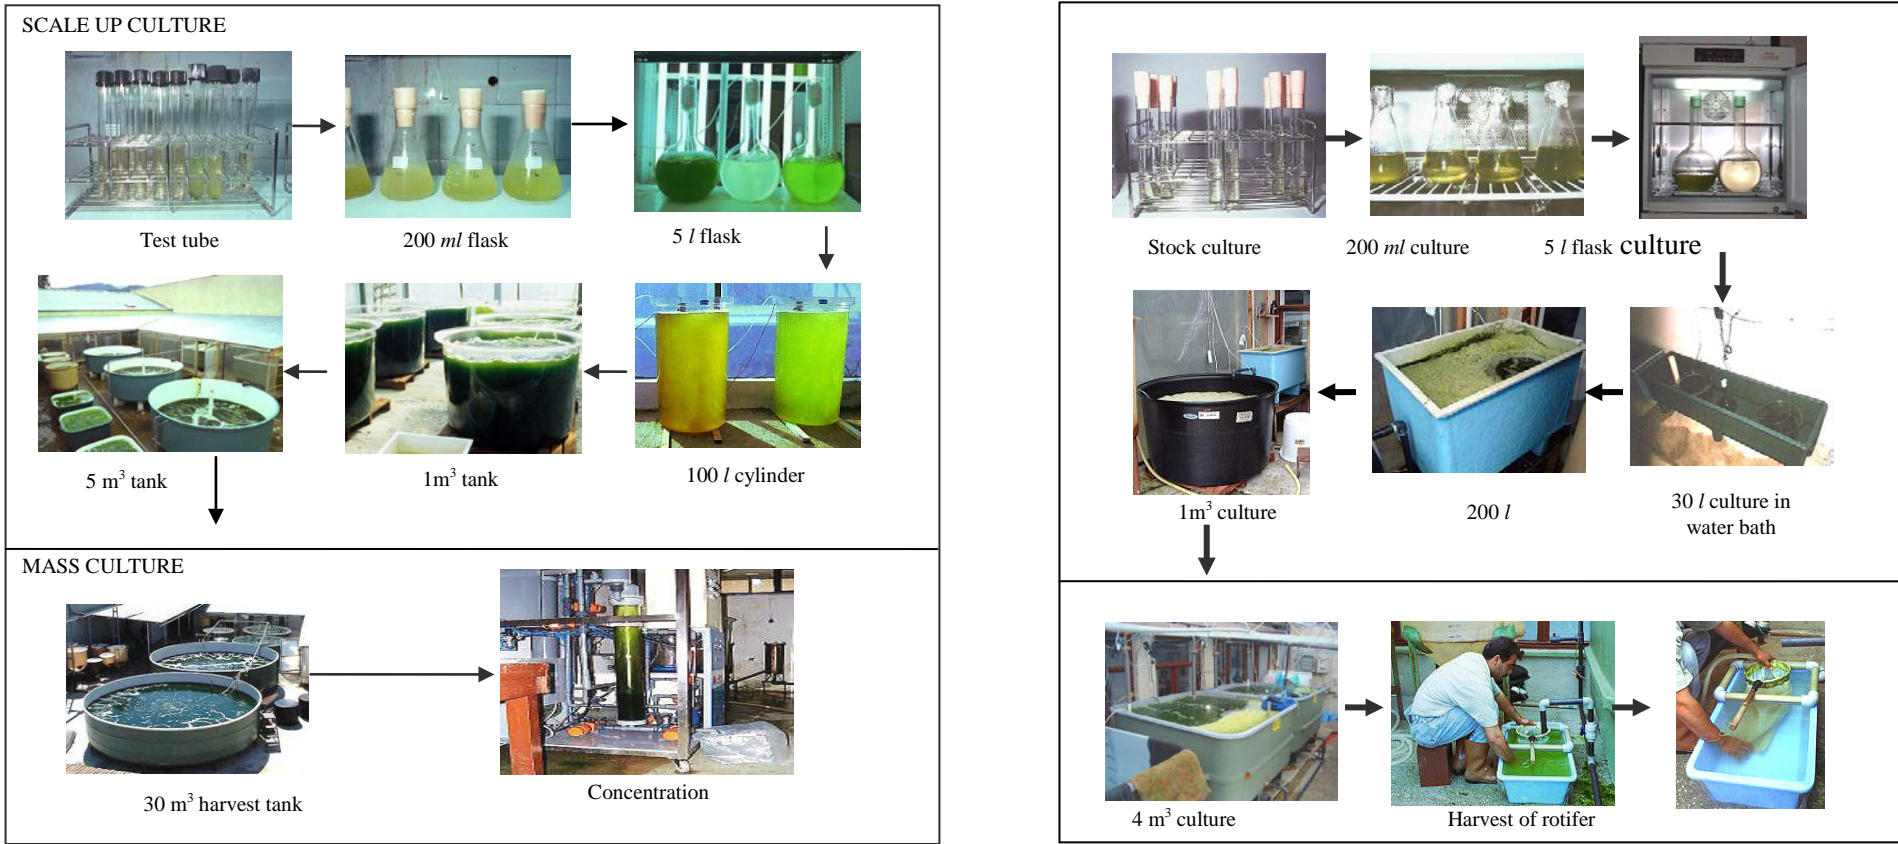 SCALE UP CULTURE
Test tube
200 ml flask
5 l flask
5 m³ tank
1m³ tank
100 l cylinder
MASS CULTURE
30 m³ harvest tank
Concentration
Stock culture
200 ml culture
5 l flask culture
1m³ culture
200 l
30 l culture in
water bath
4 m³ culture
Harvest of rotifer